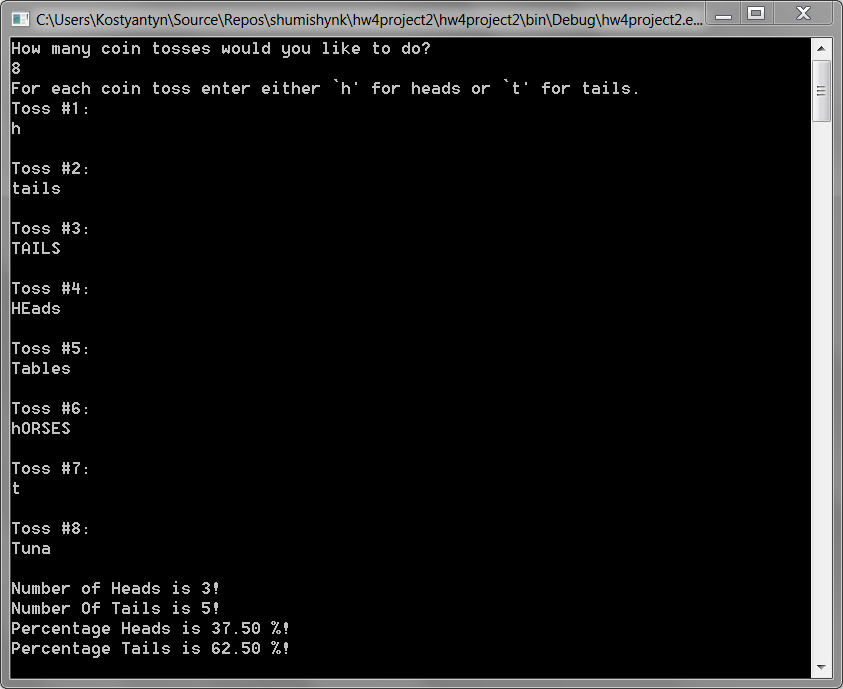 C:\Users\Kostyantyn\Source\Repos\shumishynk\hw4project2\hw4project2\bin\Debug\hw4project2.e...
How many coin tosses would you like to do?
8
For each coin toss enter either `h' for heads or `t' for tails.
Toss #1:
h
Toss #2:
tails
Toss #3:
TAILS
Toss #4:
HEads
Toss #5:
Tables
Toss #6:
hORSES
Toss #7:
t
Toss #8:
Tuna
Number of Heads is 3!
Number Of Tails is 5!
Percentage Heads is 37.50 %!
Percentage Tails is 62.50 %!